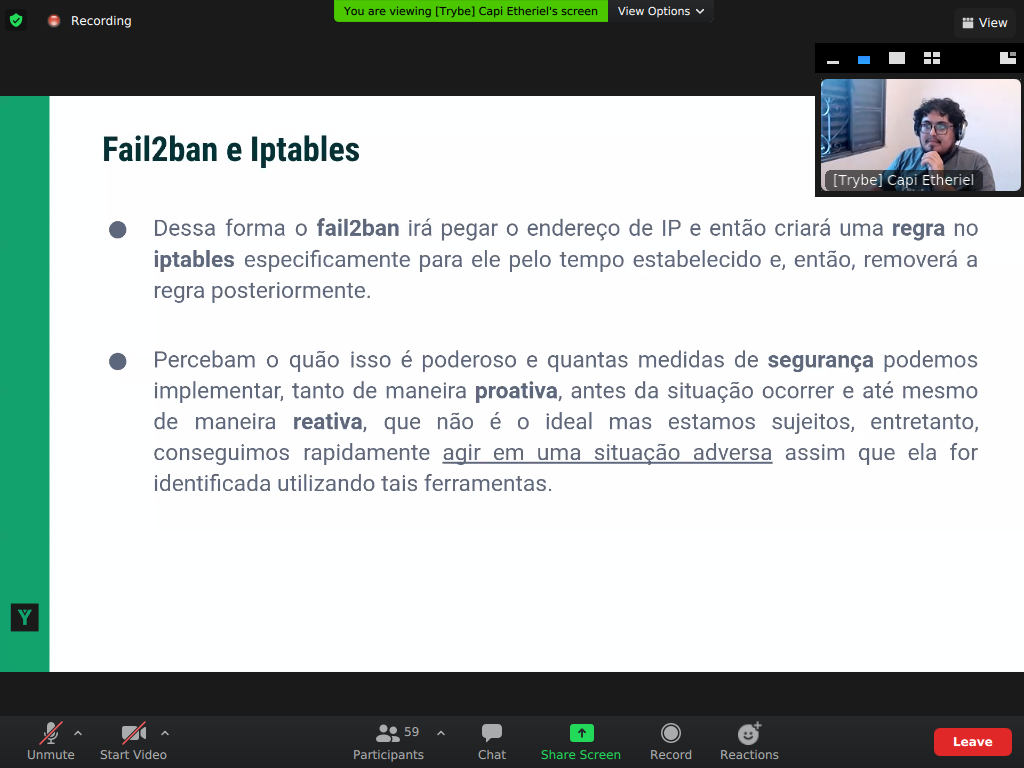 Recording
You are viewing [Trybe] Capi Etheriel's screen
View Options
View
[Trybe] Capi Etheriel
Fail2ban e Iptables
Dessa forma o fail2ban irá pegar o endereço de IP e então criará uma regra no
iptables especificamente para ele pelo tempo estabelecido e, então, removerá a
regra posteriormente.
Percebam o quão isso é poderoso e quantas medidas de segurança podemos
implementar, tanto de maneira proativa, antes da situação ocorrer e até mesmo
de maneira reativa, que não é o ideal mas estamos sujeitos, entretanto,
conseguimos rapidamente agir em uma situação adversa assim que ela for
identificada utilizando tais ferramentas.
Unmute
Start Video
59
Participants
Chat
Share Screen
Record
Reactions
Leave